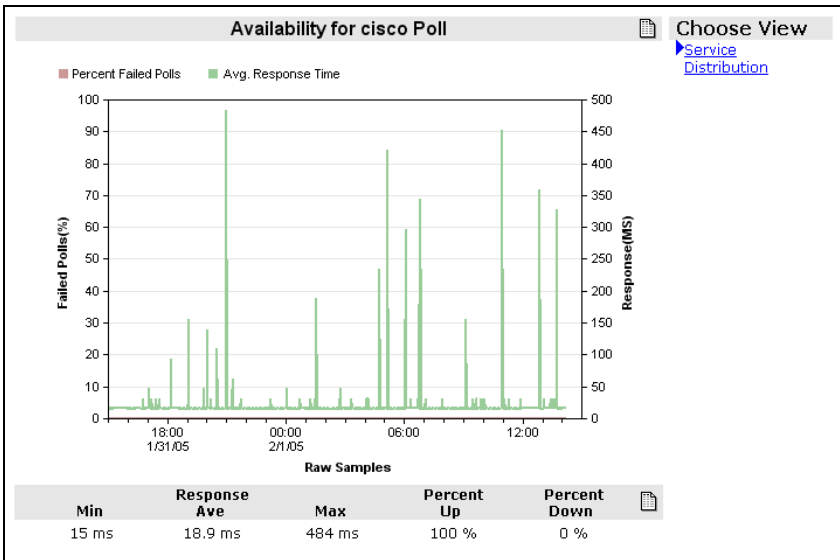 Availability for cisco Poll
Choose View
Service
Distribution
Percent Failed Polls
Avg. Response Time
100
90
80
70
60
50
40
30
20
10
0
Failed Polls(%)
500
450
400
350
300
250
200
150
100
50
0
Response(MS)
18:00
00:00
06:00
12:00
1/31/05
2/1/05
Raw Samples
Min
Response Ave
Max
Percent Up
Percent Down
15 ms
18.9 ms
484 ms
100 %
0 %